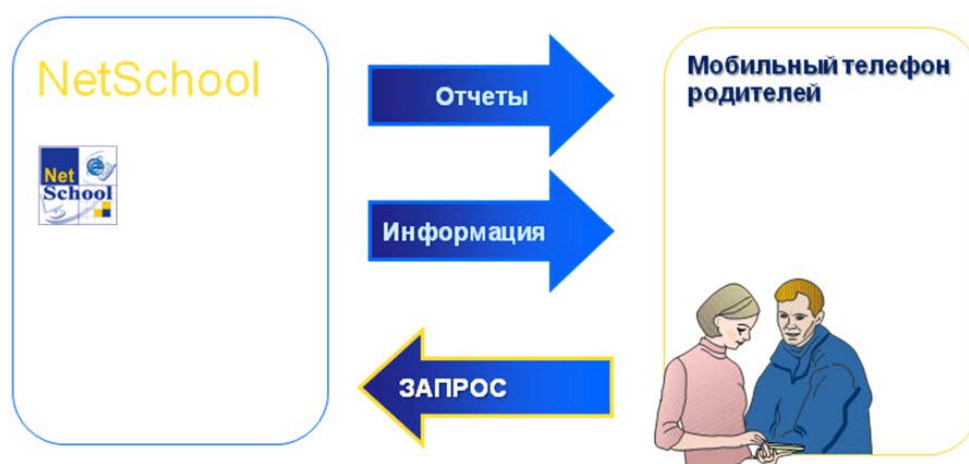 NetSchool
Net
School
Отчеты
Информация
ЗАПРОС
Мобильный телефон
родителей